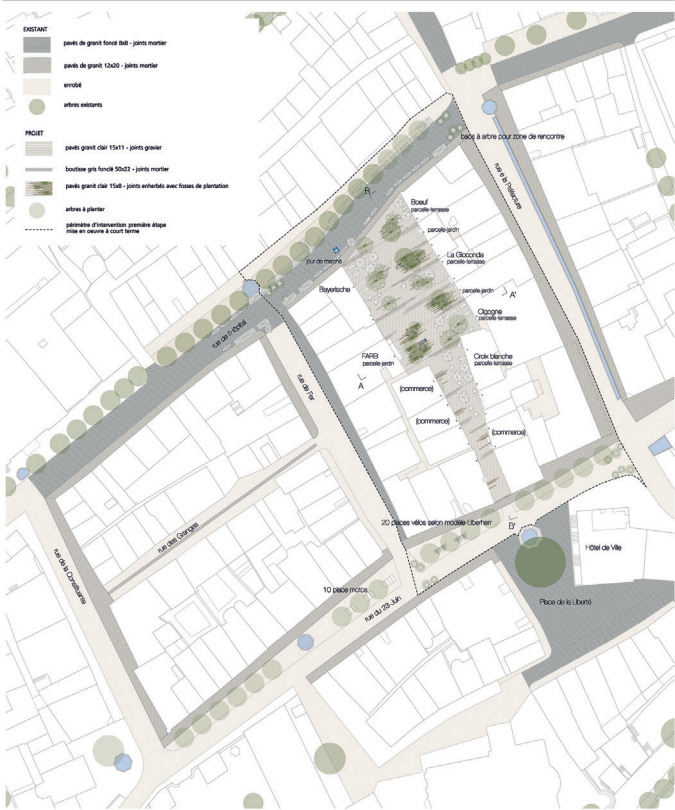 EXISTANT
pavés de granit foncé 8x8 - joints mortier
pavés de granit 12x20 - joints mortier
enrobé
arbres existents
PROJET
pavés granit clair 15x11 - joints gravier
boutisse gris foncé 50x22 - joints mortier
pavés granit clair 15x8 - joints enherbés avec fosses de plantation
arbres à planter
périmètre d'intervention première étape
mise en oeuvre à court terme
bacs à arbre pour zone de rencontre
rue e la Préfecture
B
Bœuf
parcelle-terrasse
parcelle-jardin
jour de marché
La Gioconda
parcelle-terrasse
Bayerische
parcelle-jardin
A'
Cigogne
parcelle-terrasse
rue de l'Hôpital
FARB
parcelle-jardin
Croix blanche
parcelle-terrasse
rue de Fer
A
(commerce)
(commerce)
(commerce)
20 places vélos selon modèle Uberherr
B'
rue des Granges
Hôtel de Ville
rue de la Constituante
10 place motos
Place de la Liberté
rue du 23-Juin